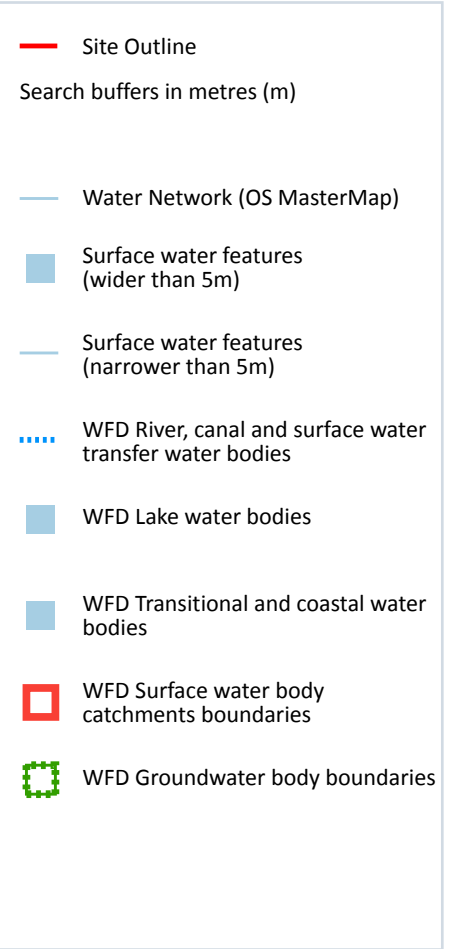 Site Outline
Search buffers in metres (m)
Water Network (OS MasterMap)
Surface water features
(wider than 5m)
Surface water features
(narrower than 5m)
WFD River, canal and surface water
transfer water bodies
WFD Lake water bodies
WFD Transitional and coastal water
bodies
WFD Surface water body
catchments boundaries
WFD Groundwater body boundaries